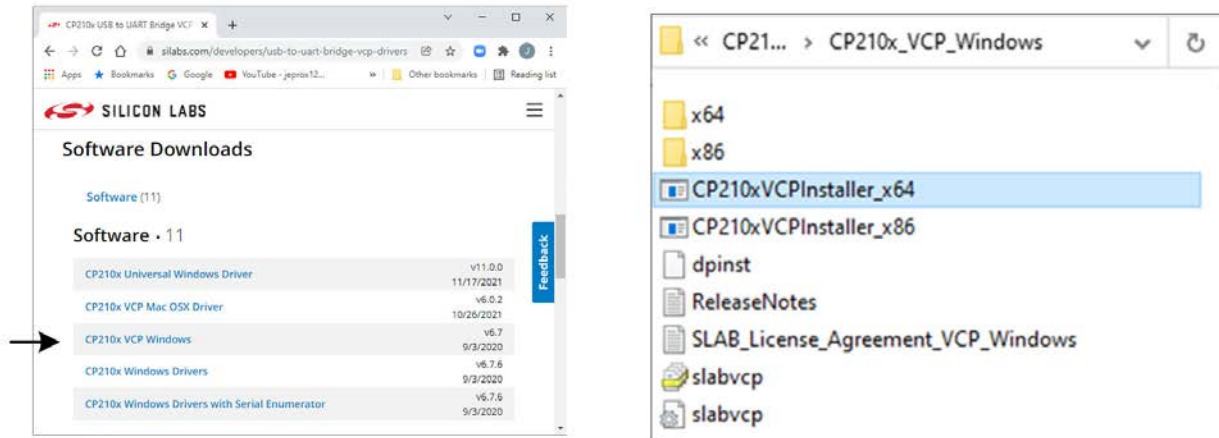 CP210x USB to UART Bridge VCP
silabs.com/developers/usb-to-uart-bridge-vcp-drivers
J
Apps Bookmarks Google YouTube - jeprox12... » Other bookmarks Reading list
SILICON LABS
Software Downloads
Software (11)
Software • 11
CP210x Universal Windows Driver v11.0.0
11/17/2021
CP210x VCP Mac OSX Driver v6.0.2
10/26/2021
CP210x VCP Windows v6.7
9/3/2020
CP210x Windows Drivers v6.7.6
9/3/2020
CP210x Windows Drivers with Serial Enumerator v6.7.6
9/3/2020
Feedback
« CP21... > CP210x_VCP_Windows
x64
x86
CP210xVCPInstaller_x64
CP210xVCPInstaller_x86
dpinst
ReleaseNotes
SLAB_License_Agreement_VCP_Windows
slabvcp
slabvcp